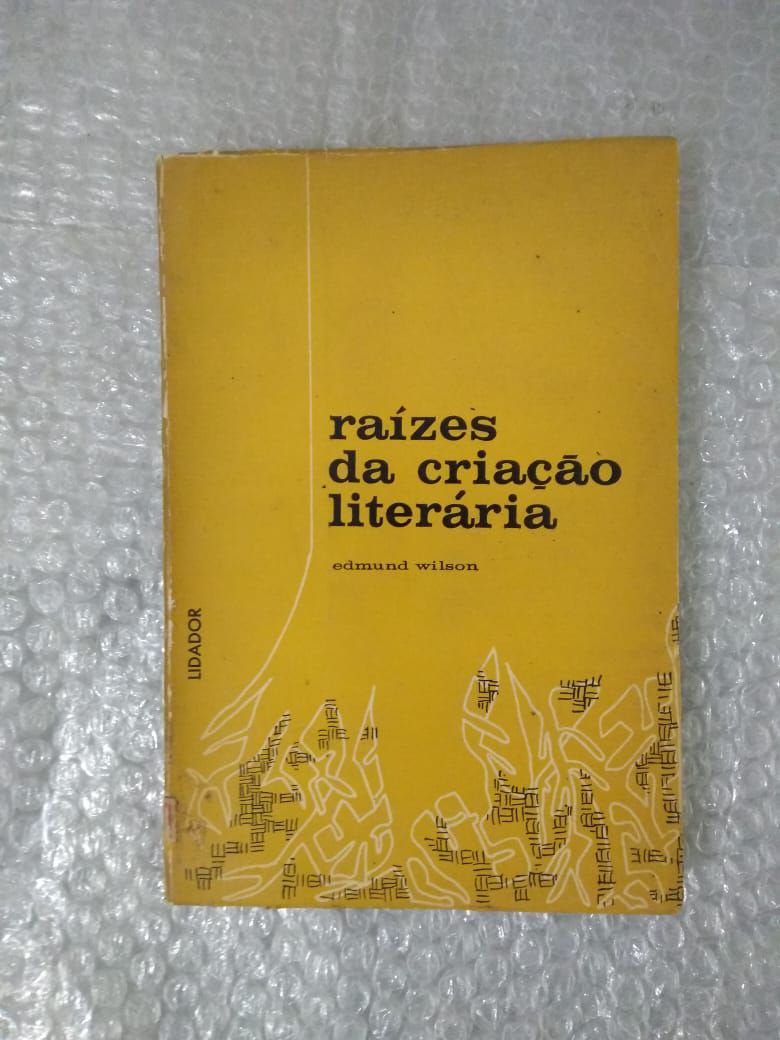 raízes
da criação
literária
edmund wilson
LIDADOR